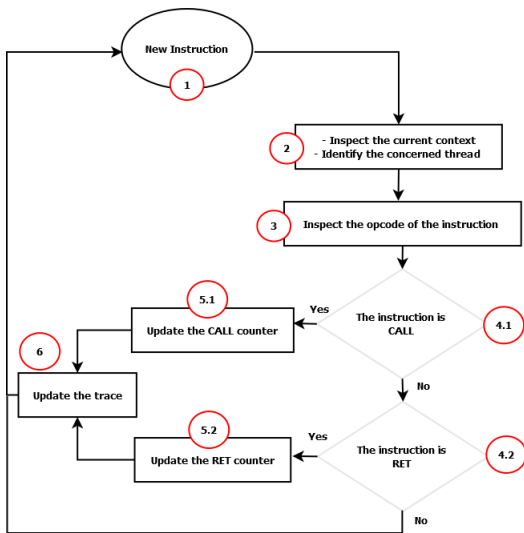 New Instruction
1
2
- Inspect the current context
- Identify the concerned thread
3
Inspect the opcode of the instruction
The instruction is
CALL
4.1
Yes
5.1
Update the CALL counter
6
Update the trace
No
The instruction is
RET
4.2
Yes
5.2
Update the RET counter
No